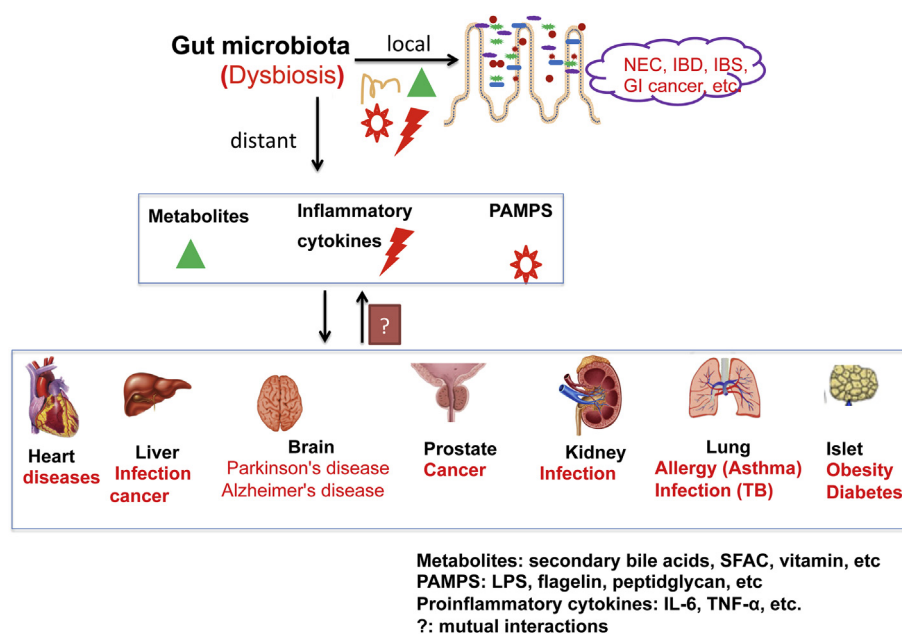 Gut microbiota
(Dysbiosis)
local
NEC, IBD, IBS,
GI cancer, etc.
distant
Metabolites
Inflammatory
cytokines
PAMPS
?
Heart
diseases
Liver
Infection
cancer
Brain
Parkinson's disease
Alzheimer's disease
Prostate
Cancer
Kidney
Infection
Lung
Allergy (Asthma)
Infection (TB)
Islet
Obesity
Diabetes
Metabolites: secondary bile acids, SFAC, vitamin, etc
PAMPS: LPS, flagelin, peptidglycan, etc
Proinflammatory cytokines: IL-6, TNF-α, etc.
?: mutual interactions